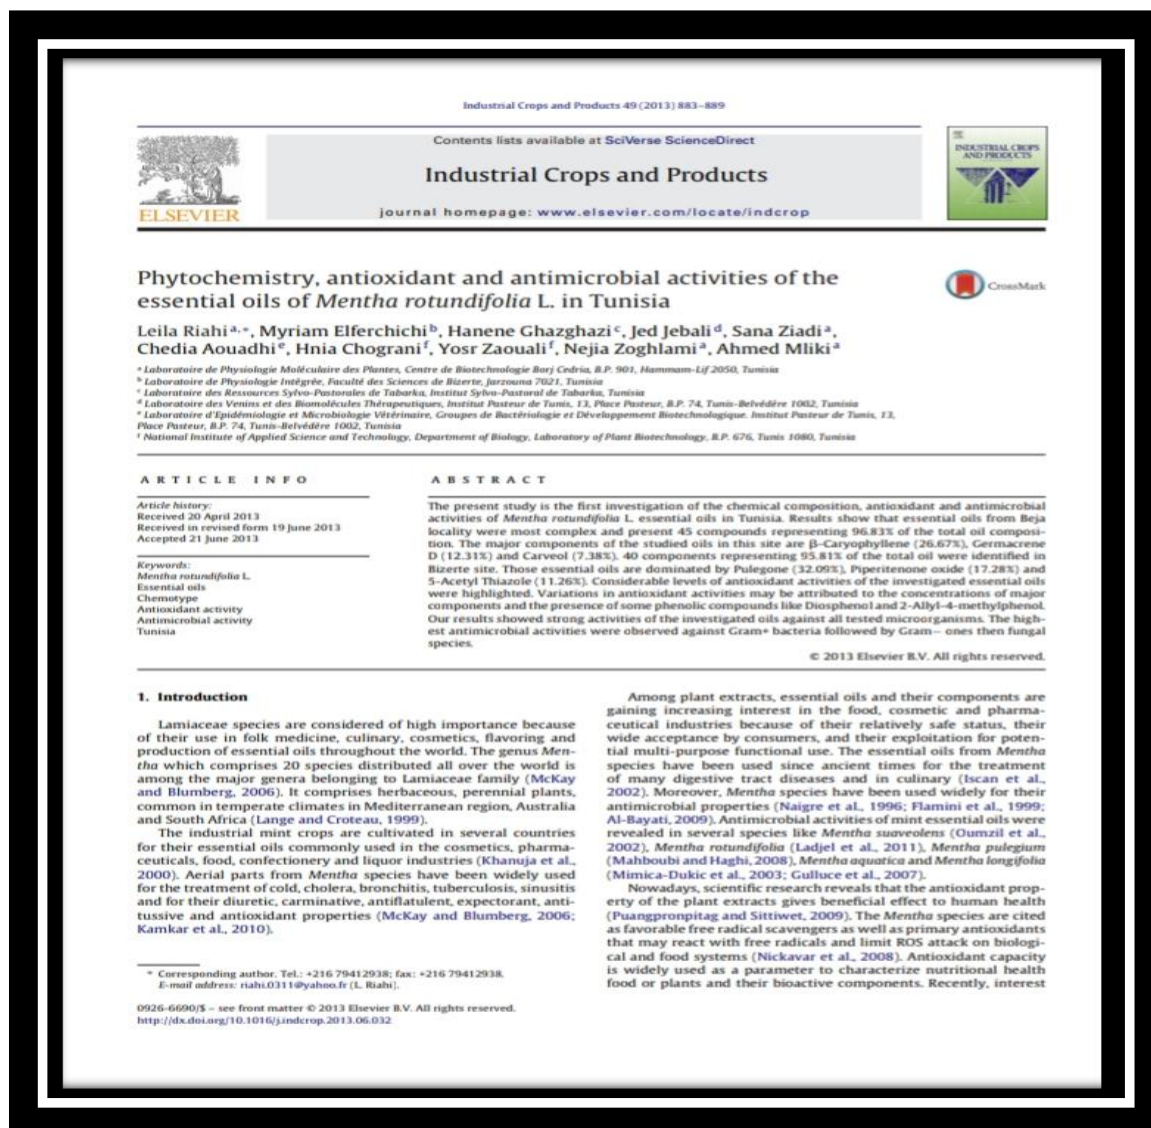 Industrial Crops and Products 49 (2013) 883–889
Contents lists available at SciVerse ScienceDirect
Industrial Crops and Products
journal homepage: www.elsevier.com/locate/indcrop
ELSEVIER
INDUSTRIAL CROPS
AND PRODUCTS
Phytochemistry, antioxidant and antimicrobial activities of the
essential oils of Mentha rotundifolia L. in Tunisia
CrossMark
Leila Riahi a,*, Myriam Elferchichi b, Hanene Ghazghazi c, Jed Jebali d, Sana Ziadi a,
Chedia Aouadhi e, Hnia Chograni f, Yosr Zaouali f, Nejia Zoghlami a, Ahmed Mliki a
a Laboratoire de Physiologie Moléculaire des Plantes, Centre de Biotechnologie Borj Cedria, B.P. 901, Hammam-Lif 2050, Tunisia
b Laboratoire de Physiologie Intégrée, Faculté des Sciences de Bizerte, Jarzouna 7021, Tunisia
c Laboratoire des Ressources Sylvo-Pastorales de Tabarka, Institut Sylvo-Pastoral de Tabarka, Tunisia
d Laboratoire des Venins et des Biomolécules Thérapeutiques, Institut Pasteur de Tunis, 13, Place Pasteur, B.P. 74, Tunis-Belvédère 1002, Tunisia
e Laboratoire d'Epidémiologie et Microbiologie Vétérinaire, Groupes de Bactériologie et Développement Biotechnologique. Institut Pasteur de Tunis, 13,
Place Pasteur, B.P. 74, Tunis-Belvédère 1002, Tunisia
f National Institute of Applied Science and Technology, Department of Biology, Laboratory of Plant Biotechnology, B.P. 676, Tunis 1080, Tunisia
ARTICLE INFO
Article history:
Received 20 April 2013
Received in revised form 19 June 2013
Accepted 21 June 2013
Keywords:
Mentha rotundifolia L.
Essential oils
Chemotype
Antioxidant activity
Antimicrobial activity
Tunisia
ABSTRACT
The present study is the first investigation of the chemical composition, antioxidant and antimicrobial
activities of Mentha rotundifolia L. essential oils in Tunisia. Results show that essential oils from Beja
locality were most complex and present 45 compounds representing 96.83% of the total oil composi-
tion. The major components of the studied oils in this site are β-Caryophyllene (26.67%), Germacrene
D (12.31%) and Carveol (7.38%). 40 components representing 95.81% of the total oil were identified in
Bizerte site. Those essential oils are dominated by Pulegone (32.09%), Piperitenone oxide (17.28%) and
5-Acetyl Thiazole (11.26%). Considerable levels of antioxidant activities of the investigated essential oils
were highlighted. Variations in antioxidant activities may be attributed to the concentrations of major
components and the presence of some phenolic compounds like Diosphenol and 2-Allyl-4-methylphenol.
Our results showed strong activities of the investigated oils against all tested microorganisms. The high-
est antimicrobial activities were observed against Gram+ bacteria followed by Gram− ones then fungal
species.
© 2013 Elsevier B.V. All rights reserved.
1. Introduction
Lamiaceae species are considered of high importance because
of their use in folk medicine, culinary, cosmetics, flavoring and
production of essential oils throughout the world. The genus Men-
tha which comprises 20 species distributed all over the world is
among the major genera belonging to Lamiaceae family (McKay
and Blumberg, 2006). It comprises herbaceous, perennial plants,
common in temperate climates in Mediterranean region, Australia
and South Africa (Lange and Croteau, 1999).
The industrial mint crops are cultivated in several countries
for their essential oils commonly used in the cosmetics, pharma-
ceuticals, food, confectionery and liquor industries (Khanuja et al.,
2000). Aerial parts from Mentha species have been widely used
for the treatment of cold, cholera, bronchitis, tuberculosis, sinusitis
and for their diuretic, carminative, antiflatulent, expectorant, anti-
tussive and antioxidant properties (McKay and Blumberg, 2006;
Kamkar et al., 2010).
* Corresponding author. Tel.: +216 79412938; fax: +216 79412938.
E-mail address: riahi.0311@yahoo.fr (L. Riahi).
0926-6690/$ – see front matter © 2013 Elsevier B.V. All rights reserved.
http://dx.doi.org/10.1016/j.indcrop.2013.06.032
Among plant extracts, essential oils and their components are
gaining increasing interest in the food, cosmetic and pharma-
ceutical industries because of their relatively safe status, their
wide acceptance by consumers, and their exploitation for poten-
tial multi-purpose functional use. The essential oils from Mentha
species have been used since ancient times for the treatment
of many digestive tract diseases and in culinary (Iscan et al.,
2002). Moreover, Mentha species have been used widely for their
antimicrobial properties (Naigre et al., 1996; Flamini et al., 1999;
Al-Bayati, 2009). Antimicrobial activities of mint essential oils were
revealed in several species like Mentha suaveolens (Oumzil et al.,
2002), Mentha rotundifolia (Ladjel et al., 2011), Mentha pulegium
(Mahboubi and Haghi, 2008), Mentha aquatica and Mentha longifolia
(Mimica-Dukic et al., 2003; Gulluce et al., 2007).
Nowadays, scientific research reveals that the antioxidant prop-
erty of the plant extracts gives beneficial effect to human health
(Puangpronpitag and Sittiwet, 2009). The Mentha species are cited
as favorable free radical scavengers as well as primary antioxidants
that may react with free radicals and limit ROS attack on biologi-
cal and food systems (Nickavar et al., 2008). Antioxidant capacity
is widely used as a parameter to characterize nutritional health
food or plants and their bioactive components. Recently, interest